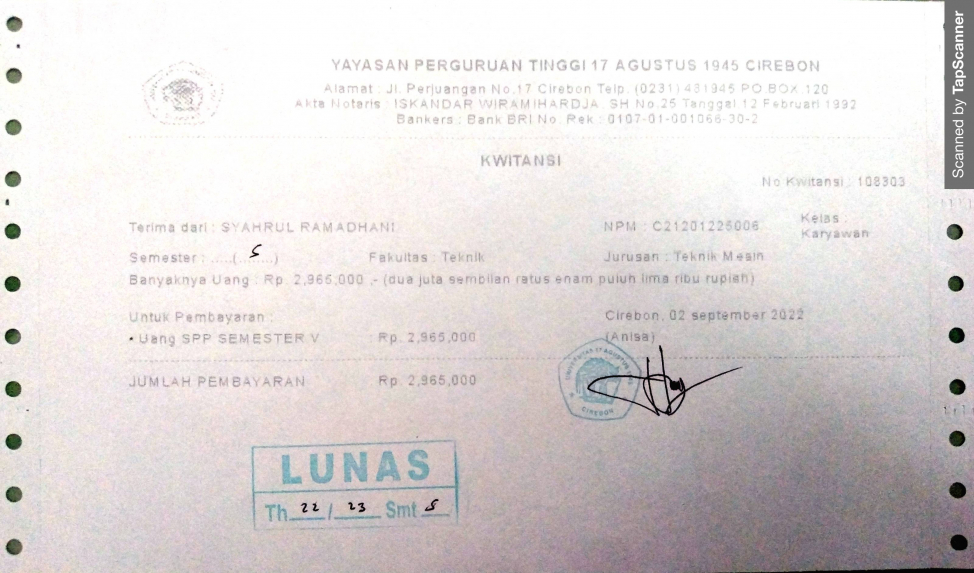 YAYASAN PERGURUAN TINGGI 17 AGUSTUS 1945 CIREBON
Alamat : Jl. Perjuangan No.17 Cirebon Telp. (0231) 481945 PO.BOX.120
Akta Notaris : ISKANDAR WIRAMIHARDJA. SH No.25 Tanggal 12 Februari 1992
Bankers : Bank BRI No. Rek : 0107-01-001066-30-2
KWITANSI
No Kwitansi : 108303
Terima dari : SYAHRUL RAMADHANI NPM : C21201225006 Kelas : Karyawan
Semester : .....( 5 ) Fakultas : Teknik Jurusan : Teknik Mesin
Banyaknya Uang : Rp. 2,965,000 ,- (dua juta sembilan ratus enam puluh lima ribu rupiah)
Untuk Pembayaran : Cirebon, 02 september 2022
Uang SPP SEMESTER V : Rp. 2,965,000 (Anisa)
JUMLAH PEMBAYARAN Rp. 2,965,000
UNIVERSITAS 17 AGUSTUS
CIREBON
LUNAS
Th 22 / 23 Smt 5
Scanned by TapScanner